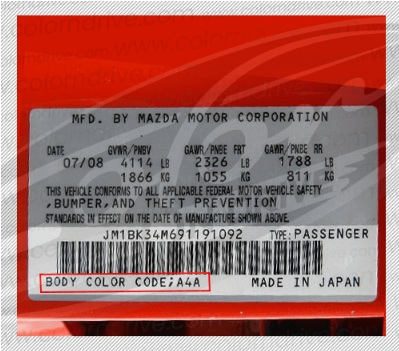 MFD. BY MAZDA MOTOR CORPORATION
DATE GVWR/PNBV GAWR/PNBE FRT GAWR/PNBE RR
07/08 4114 LB 2326 LB 1788 LB
1866 KG 1055 KG 811 KG
THIS VEHICLE CONFORMS TO ALL APPLICABLE FEDERAL MOTOR VEHICLE SAFETY
,BUMPER,AND THEFT PREVENTION
STANDARDS IN EFFECT ON THE DATE OF MANUFACTURE SHOWN ABOVE.
JM1BK34M691191092 TYPE:PASSENGER
BODY COLOR CODE;A4A MADE IN JAPAN